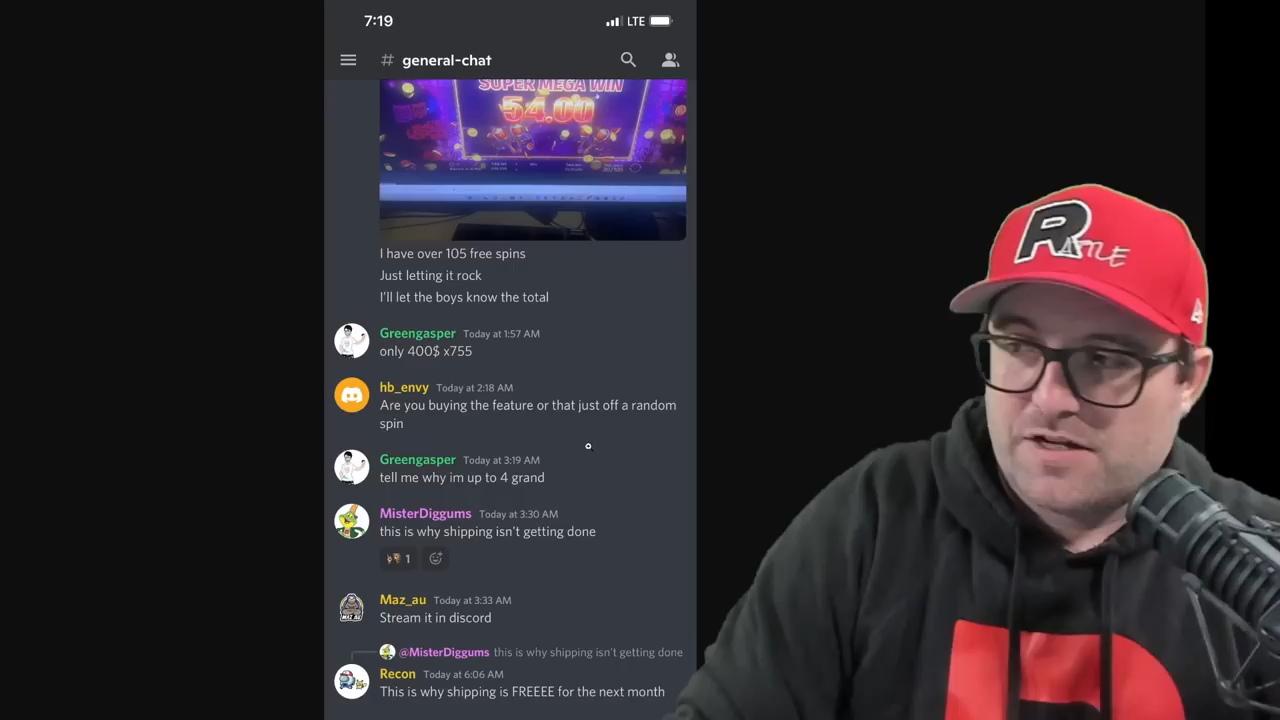 7:19
LTE
# general-chat
SUPER MEGA WIN
54.00
I have over 105 free spins
Just letting it rock
I'll let the boys know the total
Greengasper Today at 1:57 AM
only 400$ x755
hb_envy Today at 2:18 AM
Are you buying the feature or that just off a random
spin
Greengasper Today at 3:19 AM
tell me why im up to 4 grand
MisterDiggums Today at 3:30 AM
this is why shipping isn't getting done
1
Maz_au Today at 3:33 AM
Stream it in discord
@MisterDiggums this is why shipping isn't getting done
Recon Today at 6:06 AM
This is why shipping is FREEEE for the next month
R